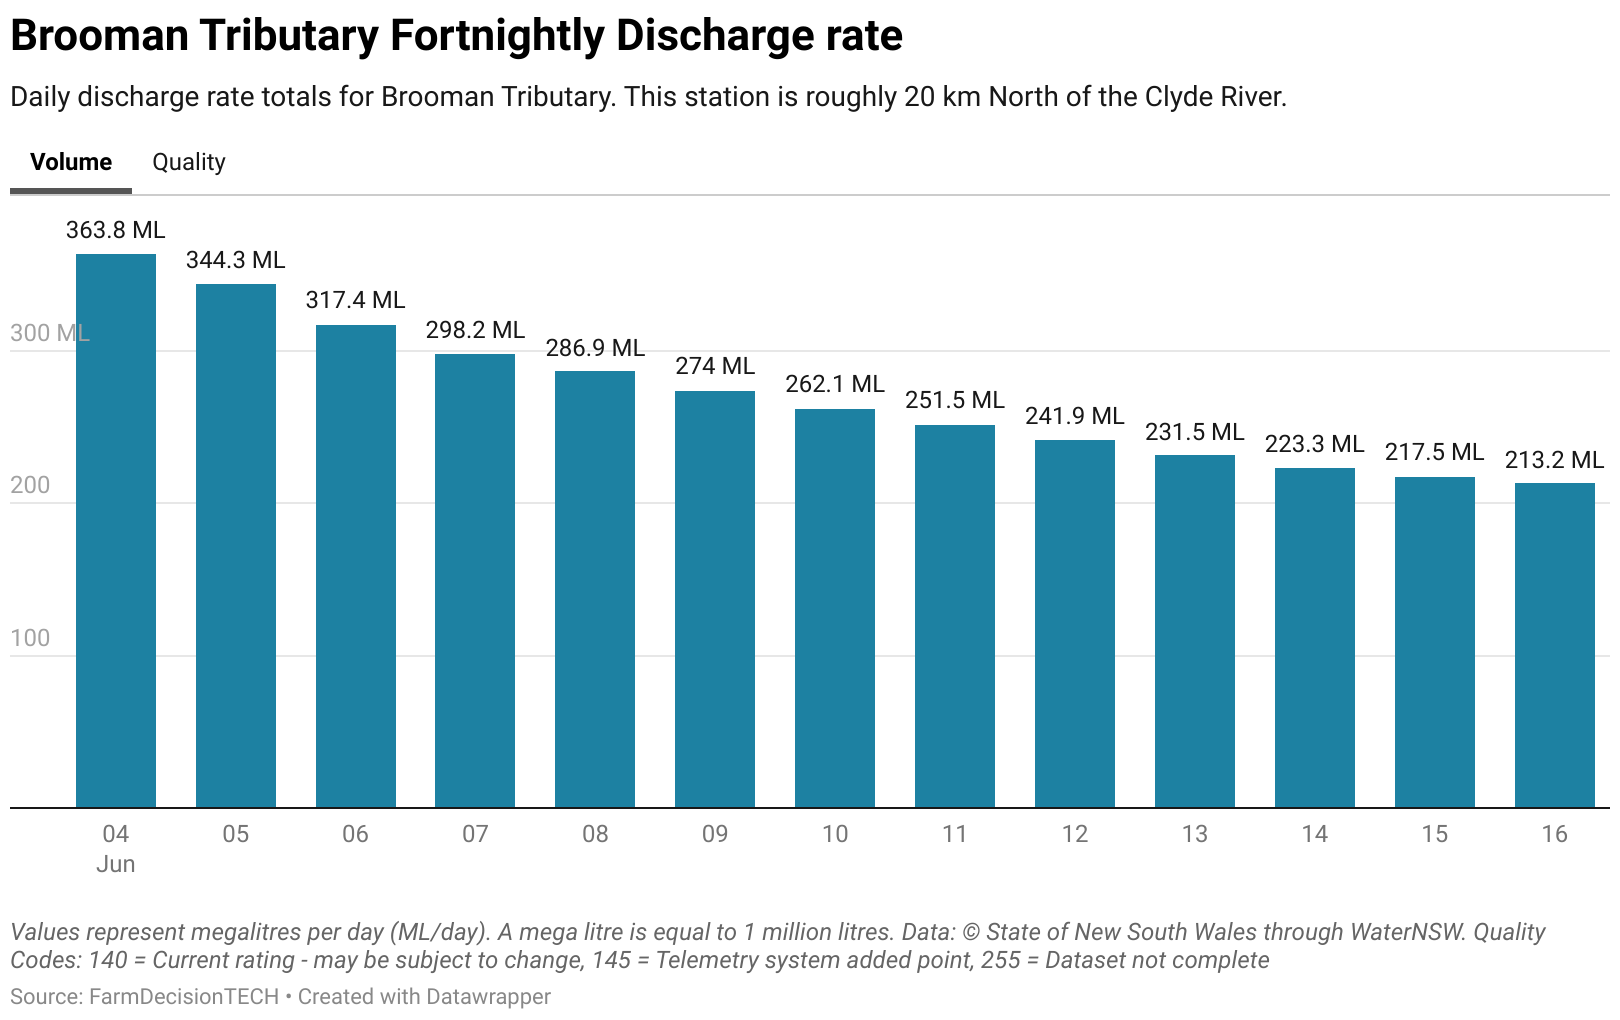 Brooman Tributary Fortnightly Discharge rate
Daily discharge rate totals for Brooman Tributary. This station is roughly 20 km North of the Clyde River.
Volume Quality
363.8 ML
344.3 ML
317.4 ML
298.2 ML
286.9 ML
274 ML
262.1 ML
251.5 ML
241.9 ML
231.5 ML
223.3 ML
217.5 ML
213.2 ML
300 ML
200
100
04 05 06 07 08 09 10 11 12 13 14 15 16
Jun
Values represent megalitres per day (ML/day). A mega litre is equal to 1 million litres. Data: © State of New South Wales through WaterNSW. Quality
Codes: 140 = Current rating - may be subject to change, 145 = Telemetry system added point, 255 = Dataset not complete
Source: FarmDecisionTECH • Created with Datawrapper